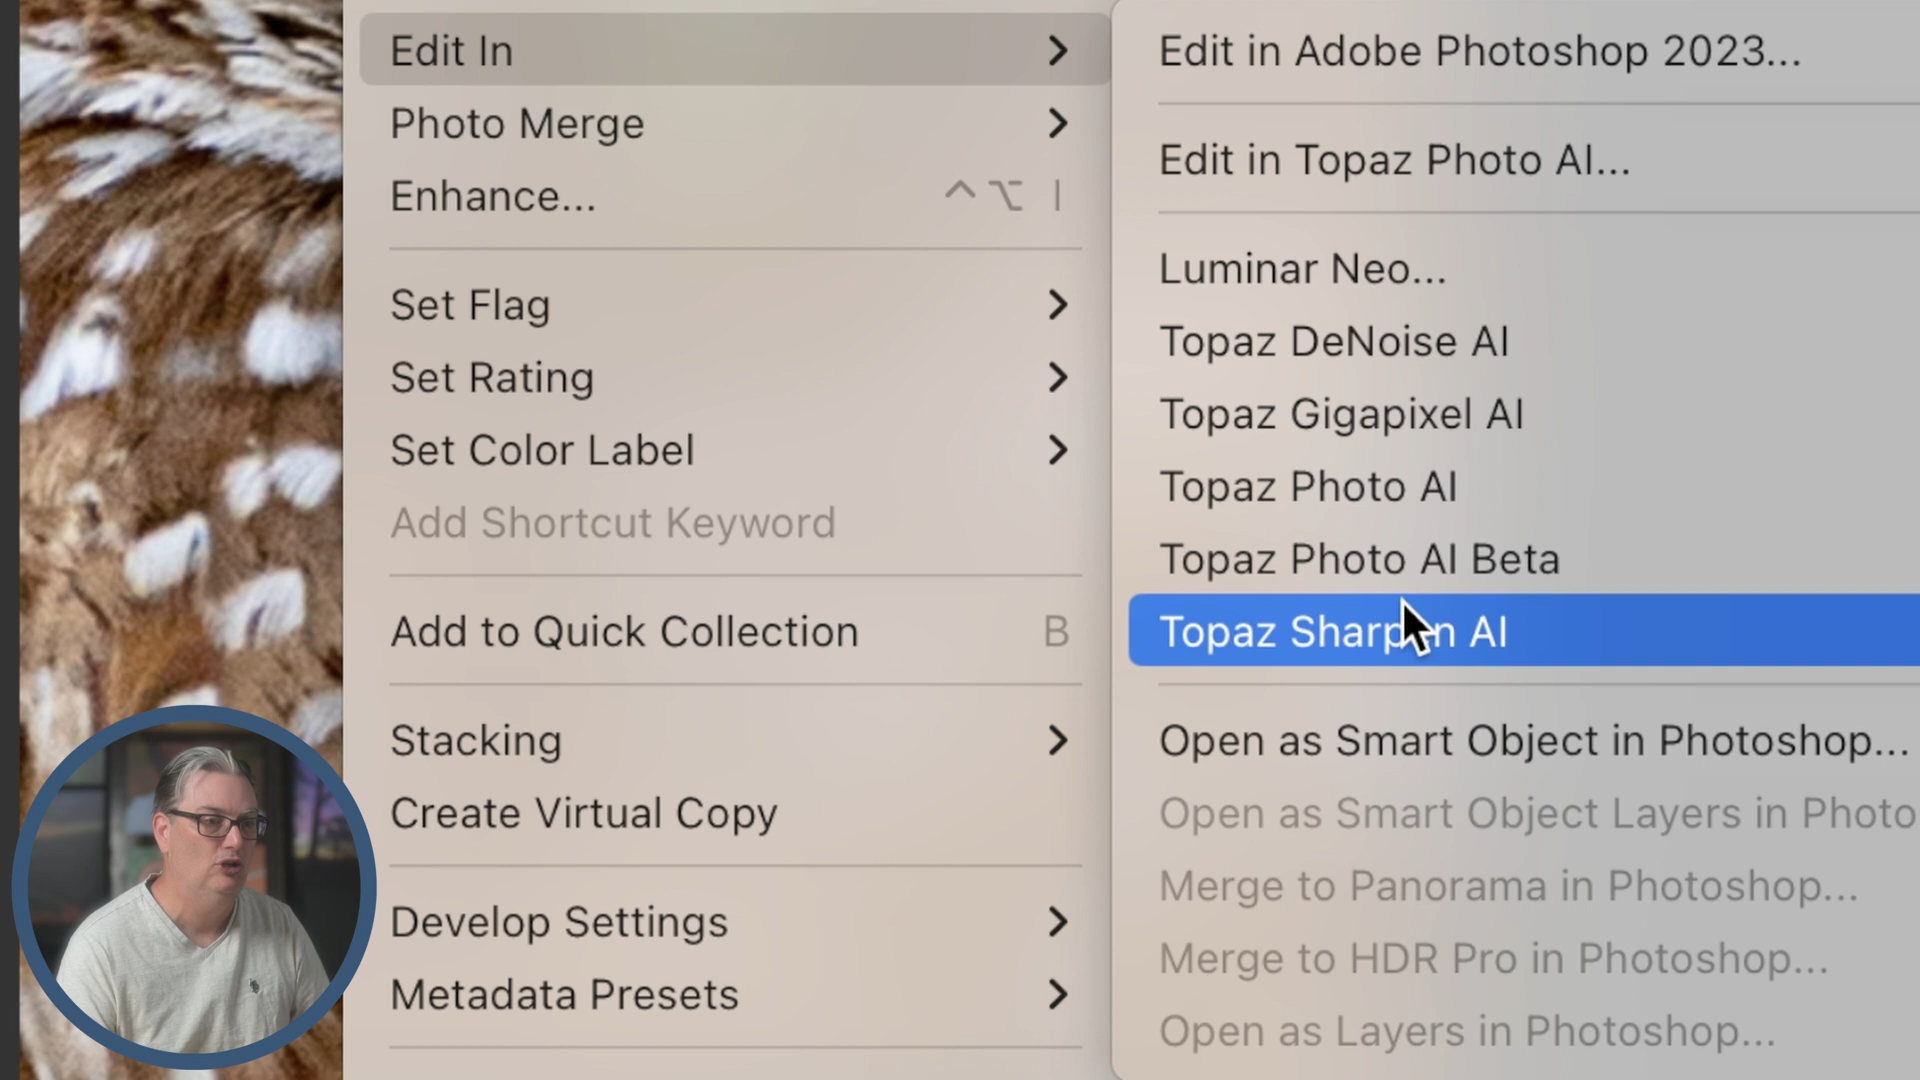 Edit In
Photo Merge
Enhance... ^⌥ I
Set Flag
Set Rating
Set Color Label
Add Shortcut Keyword
Add to Quick Collection B
Stacking
Create Virtual Copy
Develop Settings
Metadata Presets
Edit in Adobe Photoshop 2023...
Edit in Topaz Photo AI...
Luminar Neo...
Topaz DeNoise AI
Topaz Gigapixel AI
Topaz Photo AI
Topaz Photo AI Beta
Topaz Sharpen AI
Open as Smart Object in Photoshop...
Open as Smart Object Layers in Photo
Merge to Panorama in Photoshop...
Merge to HDR Pro in Photoshop...
Open as Layers in Photoshop...